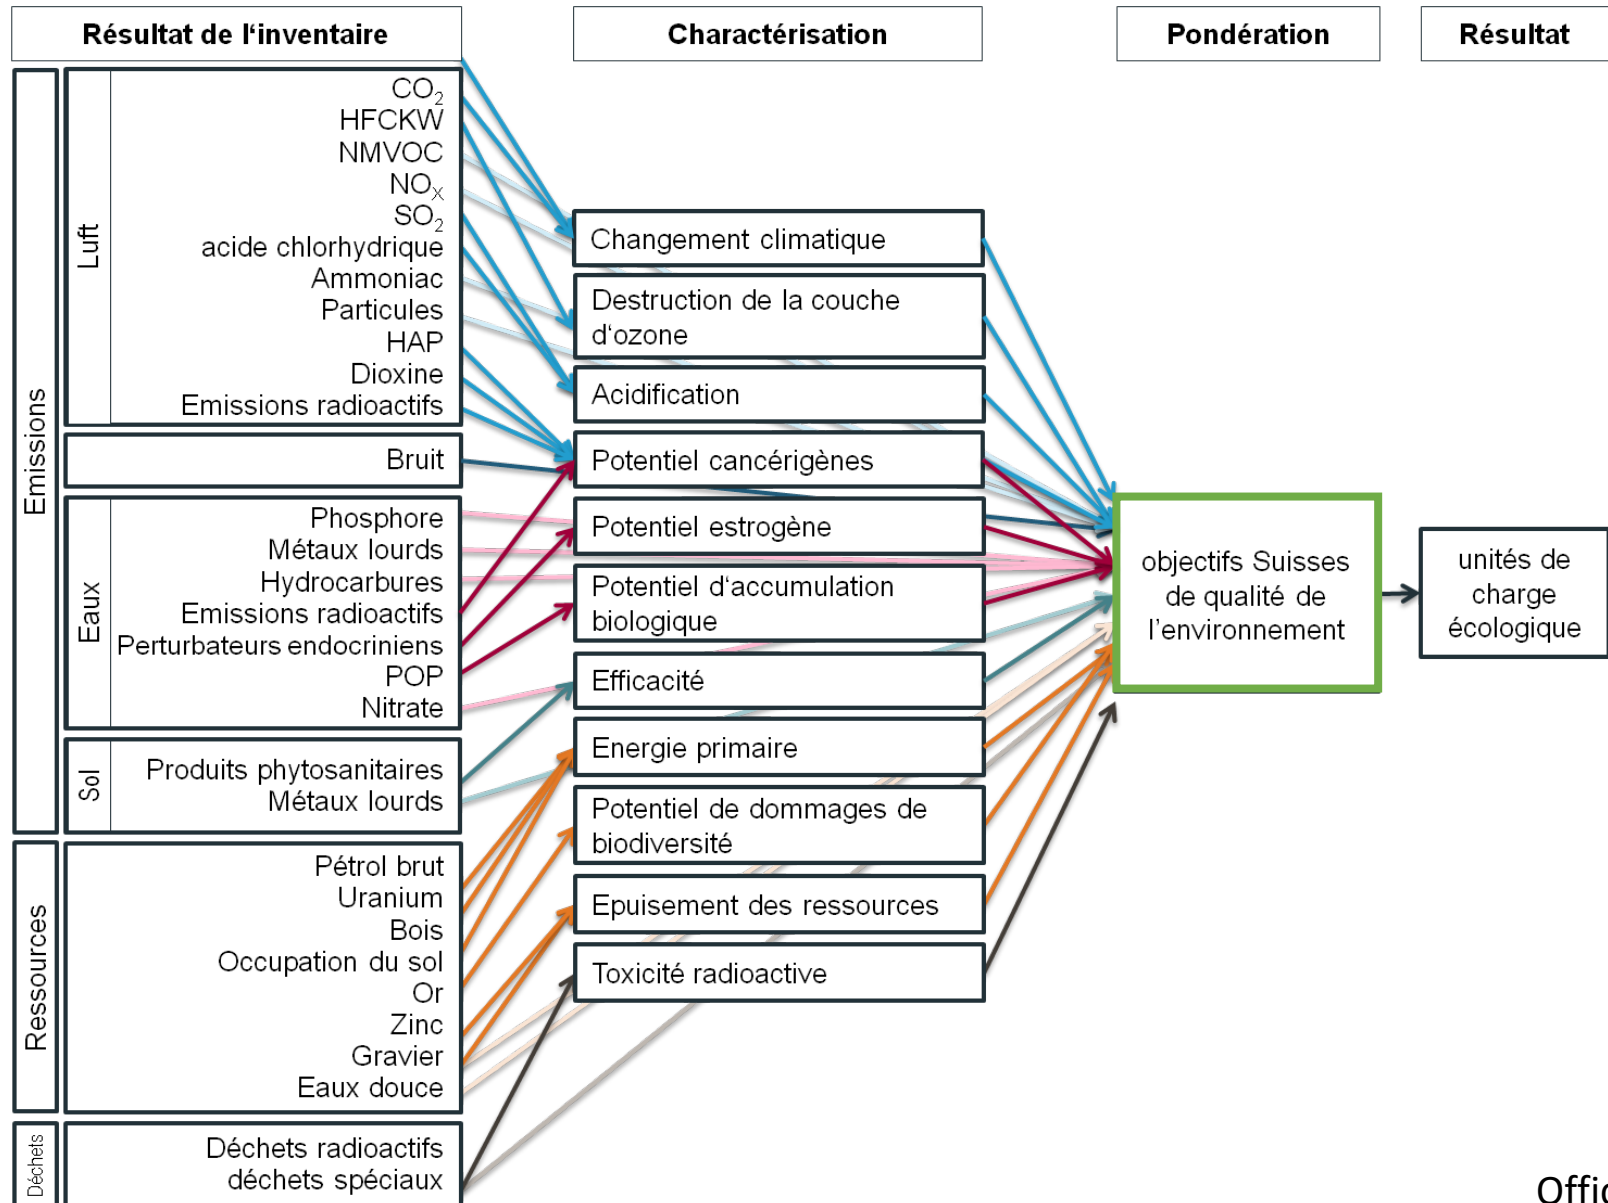 Résultat de l‘inventaire
Charactérisation
Pondération
Résultat
Emissions
Luft
CO₂
HFCKW
NMVOC
NOₓ
SO₂
acide chlorhydrique
Ammoniac
Particules
HAP
Dioxine
Emissions radioactifs
Bruit
Eaux
Phosphore
Métaux lourds
Hydrocarbures
Emissions radioactifs
Perturbateurs endocriniens
POP
Nitrate
Sol
Produits phytosanitaires
Métaux lourds
Ressources
Pétrol brut
Uranium
Bois
Occupation du sol
Or
Zinc
Gravier
Eaux douce
Déchets
Déchets radioactifs
déchets spéciaux
Changement climatique
Destruction de la couche
d‘ozone
Acidification
Potentiel cancérigènes
Potentiel estrogène
Potentiel d‘accumulation
biologique
Efficacité
Energie primaire
Potentiel de dommages de
biodiversité
Epuisement des ressources
Toxicité radioactive
objectifs Suisses
de qualité de
l’environnement
unités de
charge
écologique
Offic